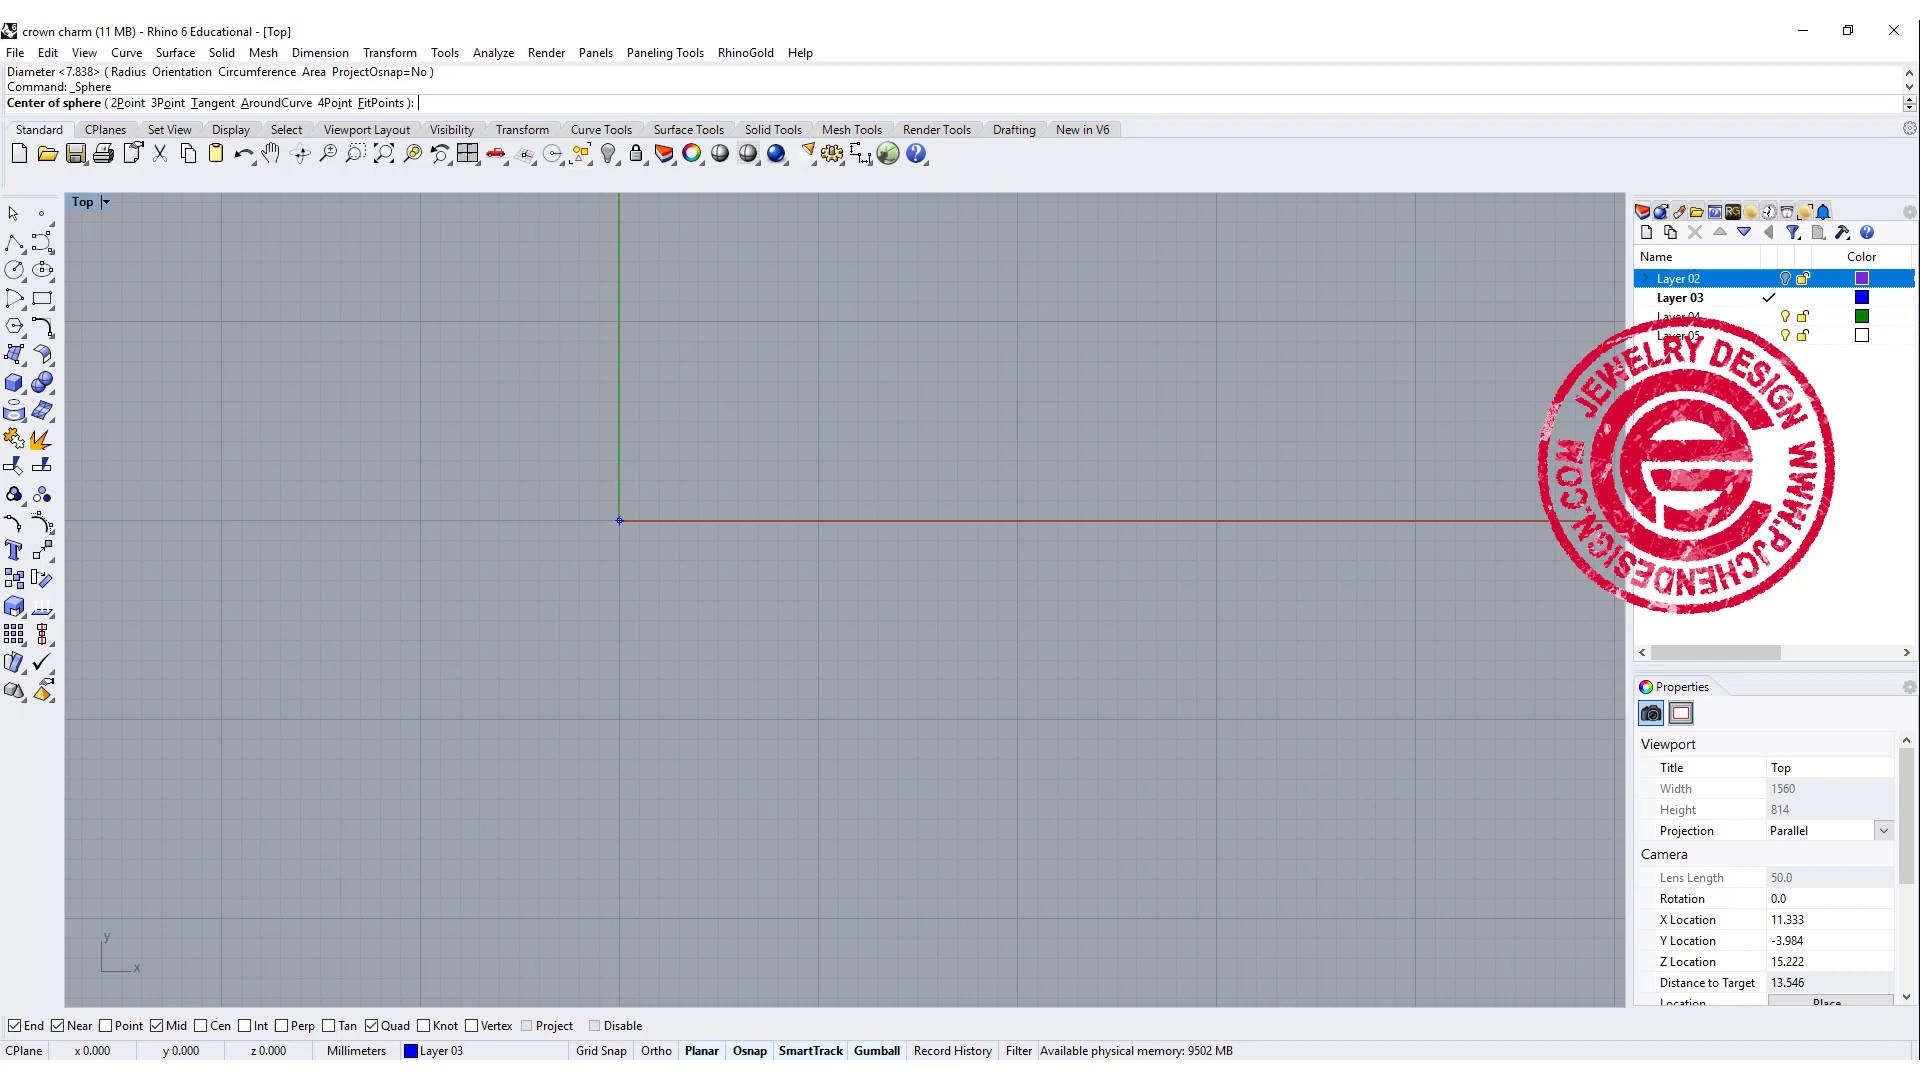 crown charm (11 MB) - Rhino 6 Educational - [Top]
File Edit View Curve Surface Solid Mesh Dimension Transform Tools Analyze Render Panels Paneling Tools RhinoGold Help
Diameter <7.838> ( Radius Orientation Circumference Area ProjectOsnap=No )
Command: _Sphere
Center of sphere ( 2Point 3Point Tangent AroundCurve 4Point FitPoints ):
Standard CPlanes Set View Display Select Viewport Layout Visibility Transform Curve Tools Surface Tools Solid Tools Mesh Tools Render Tools Drafting New in V6
Top
Name Color
Layer 02
Layer 03
Layer 04
Layer 05
JEWELRY DESIGN WWW.PJCHENDESIGN.COM
Properties
Viewport
Title Top
Width 1560
Height 814
Projection Parallel
Camera
Lens Length 50.0
Rotation 0.0
X Location 11.333
Y Location -3.984
Z Location 15.222
Distance to Target 13.546
Location Place
y
x
End Near Point Mid Cen Int Perp Tan Quad Knot Vertex Project Disable
CPlane x 0.000 y 0.000 z 0.000 Millimeters Layer 03 Grid Snap Ortho Planar Osnap SmartTrack Gumball Record History Filter Available physical memory: 9502 MB